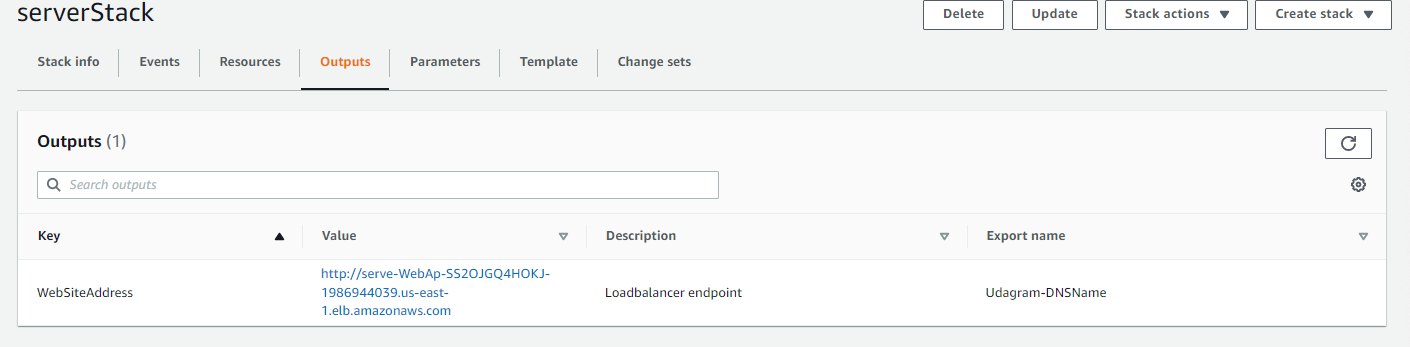 serverStack
Delete
Update
Stack actions
Create stack
Stack info
Events
Resources
Outputs
Parameters
Template
Change sets
Outputs (1)
Search outputs
Key
Value
Description
Export name
WebSiteAddress
http://serve-WebAp-SS2OJGQ4HOKJ-
1986944039.us-east-
1.elb.amazonaws.com
Loadbalancer endpoint
Udagram-DNSName